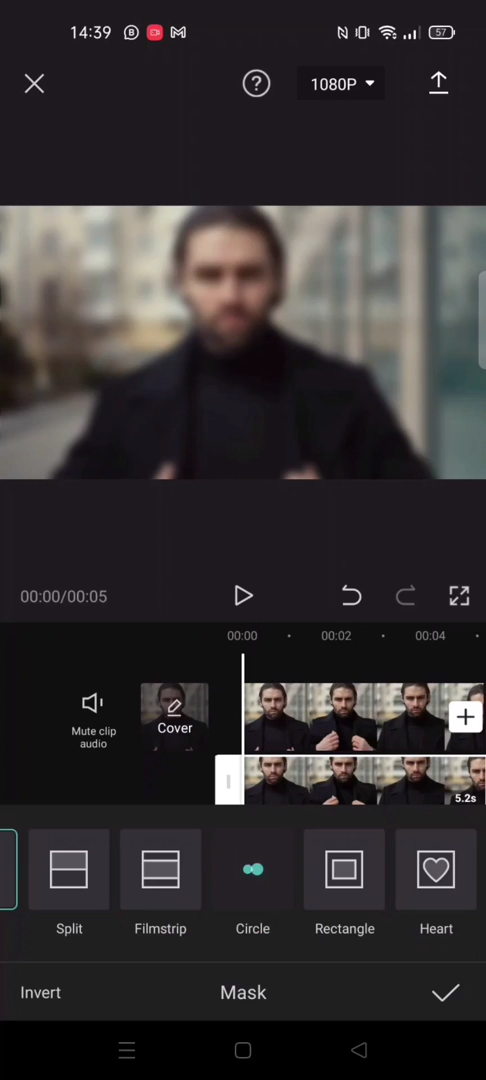 14:39
57
1080P
00:00/00:05
00:00
00:02
00:04
Mute clip
audio
Cover
5.2s
Split
Filmstrip
Circle
Rectangle
Heart
Invert
Mask